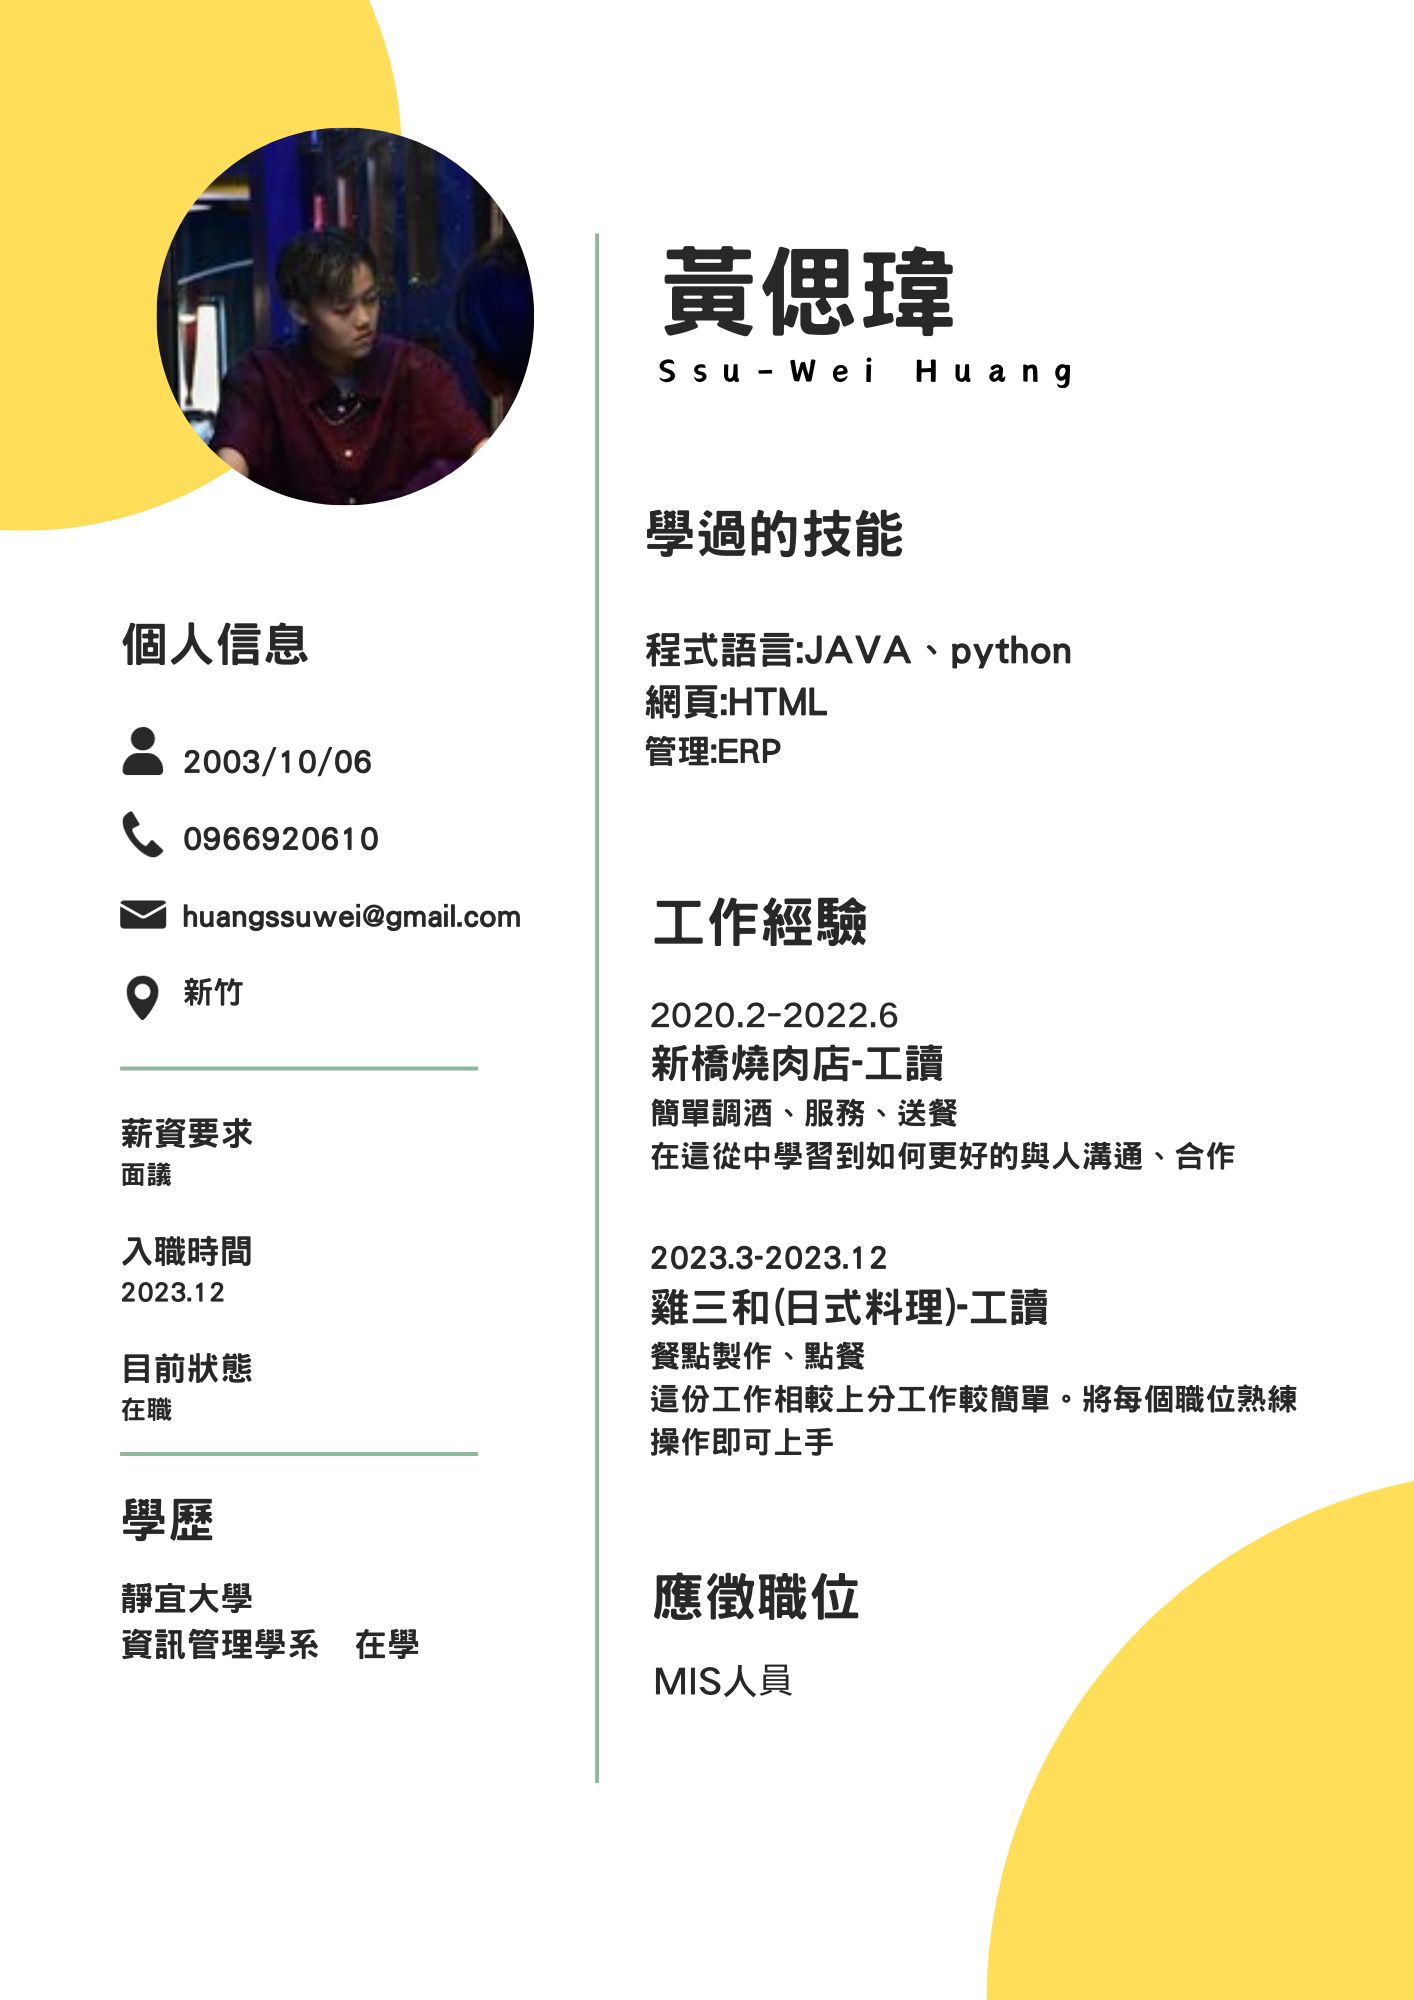 黃偲瑋
Ssu-Wei Huang
個人信息
2003/10/06
0966920610
huangssuwei@gmail.com
新竹
薪資要求
面議
入職時間
2023.12
目前狀態
在職
學歷
靜宜大學
資訊管理學系 在學
學過的技能
程式語言:JAVA、python
網頁:HTML
管理:ERP
工作經驗
2020.2-2022.6
新橋燒肉店-工讀
簡單調酒、服務、送餐
在這從中學習到如何更好的與人溝通、合作
2023.3-2023.12
雞三和(日式料理)-工讀
餐點製作、點餐
這份工作相較上分工作較簡單。將每個職位熟練
操作即可上手
應徵職位
MIS人員